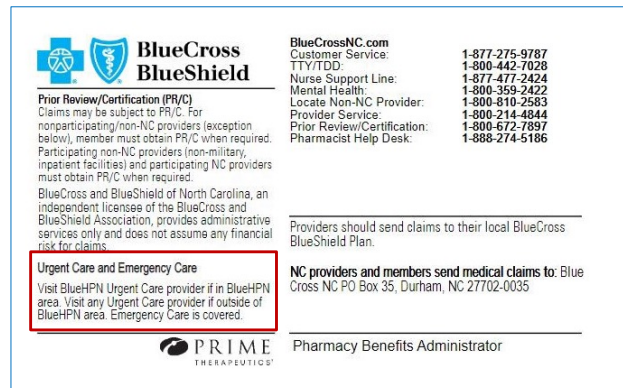 BlueCross
BlueShield
Prior Review/Certification (PR/C)
Claims may be subject to PR/C. For
nonparticipating/non-NC providers (exception
below), member must obtain PR/C when required.
Participating non-NC providers (non-military,
inpatient facilities) and participating NC providers
must obtain PR/C when required.
BlueCross and BlueShield of North Carolina, an
independent licensee of the BlueCross and
BlueShield Association, provides administrative
services only and does not assume any financial
risk for claims.
Urgent Care and Emergency Care
Visit BlueHPN Urgent Care provider if in BlueHPN
area. Visit any Urgent Care provider if outside of
BlueHPN area. Emergency Care is covered.
PRIME
THERAPEUTICS
BlueCrossNC.com
Customer Service: 1-877-275-9787
TTY/TDD: 1-800-442-7028
Nurse Support Line: 1-877-477-2424
Mental Health: 1-800-359-2422
Locate Non-NC Provider: 1-800-810-2583
Provider Service: 1-800-214-4844
Prior Review/Certification: 1-800-672-7897
Pharmacist Help Desk: 1-888-274-5186
Providers should send claims to their local BlueCross
BlueShield Plan.
NC providers and members send medical claims to: Blue
Cross NC PO Box 35, Durham, NC 27702-0035
Pharmacy Benefits Administrator